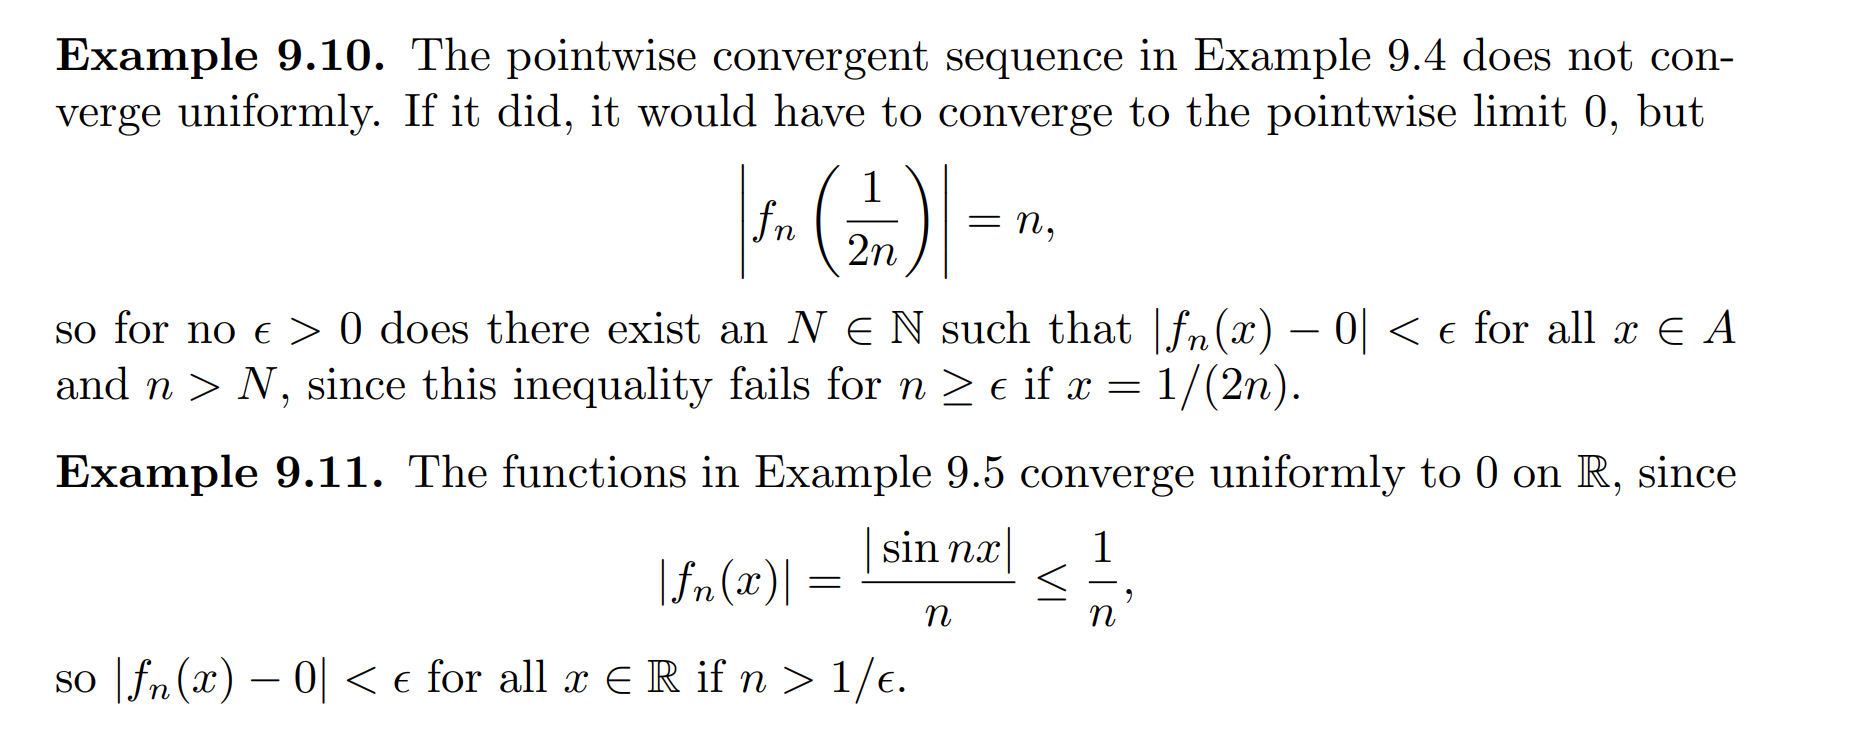 Example 9.10. The pointwise convergent sequence in Example 9.4 does not con-
verge uniformly. If it did, it would have to converge to the pointwise limit 0, but
|f_n(1/(2n))| = n,
so for no ϵ > 0 does there exist an N ∈ ℕ such that |f_n(x) − 0| < ϵ for all x ∈ A
and n > N, since this inequality fails for n ≥ ϵ if x = 1/(2n).
Example 9.11. The functions in Example 9.5 converge uniformly to 0 on ℝ, since
|f_n(x)| = |sin nx|/n ≤ 1/n,
so |f_n(x) − 0| < ϵ for all x ∈ ℝ if n > 1/ϵ.